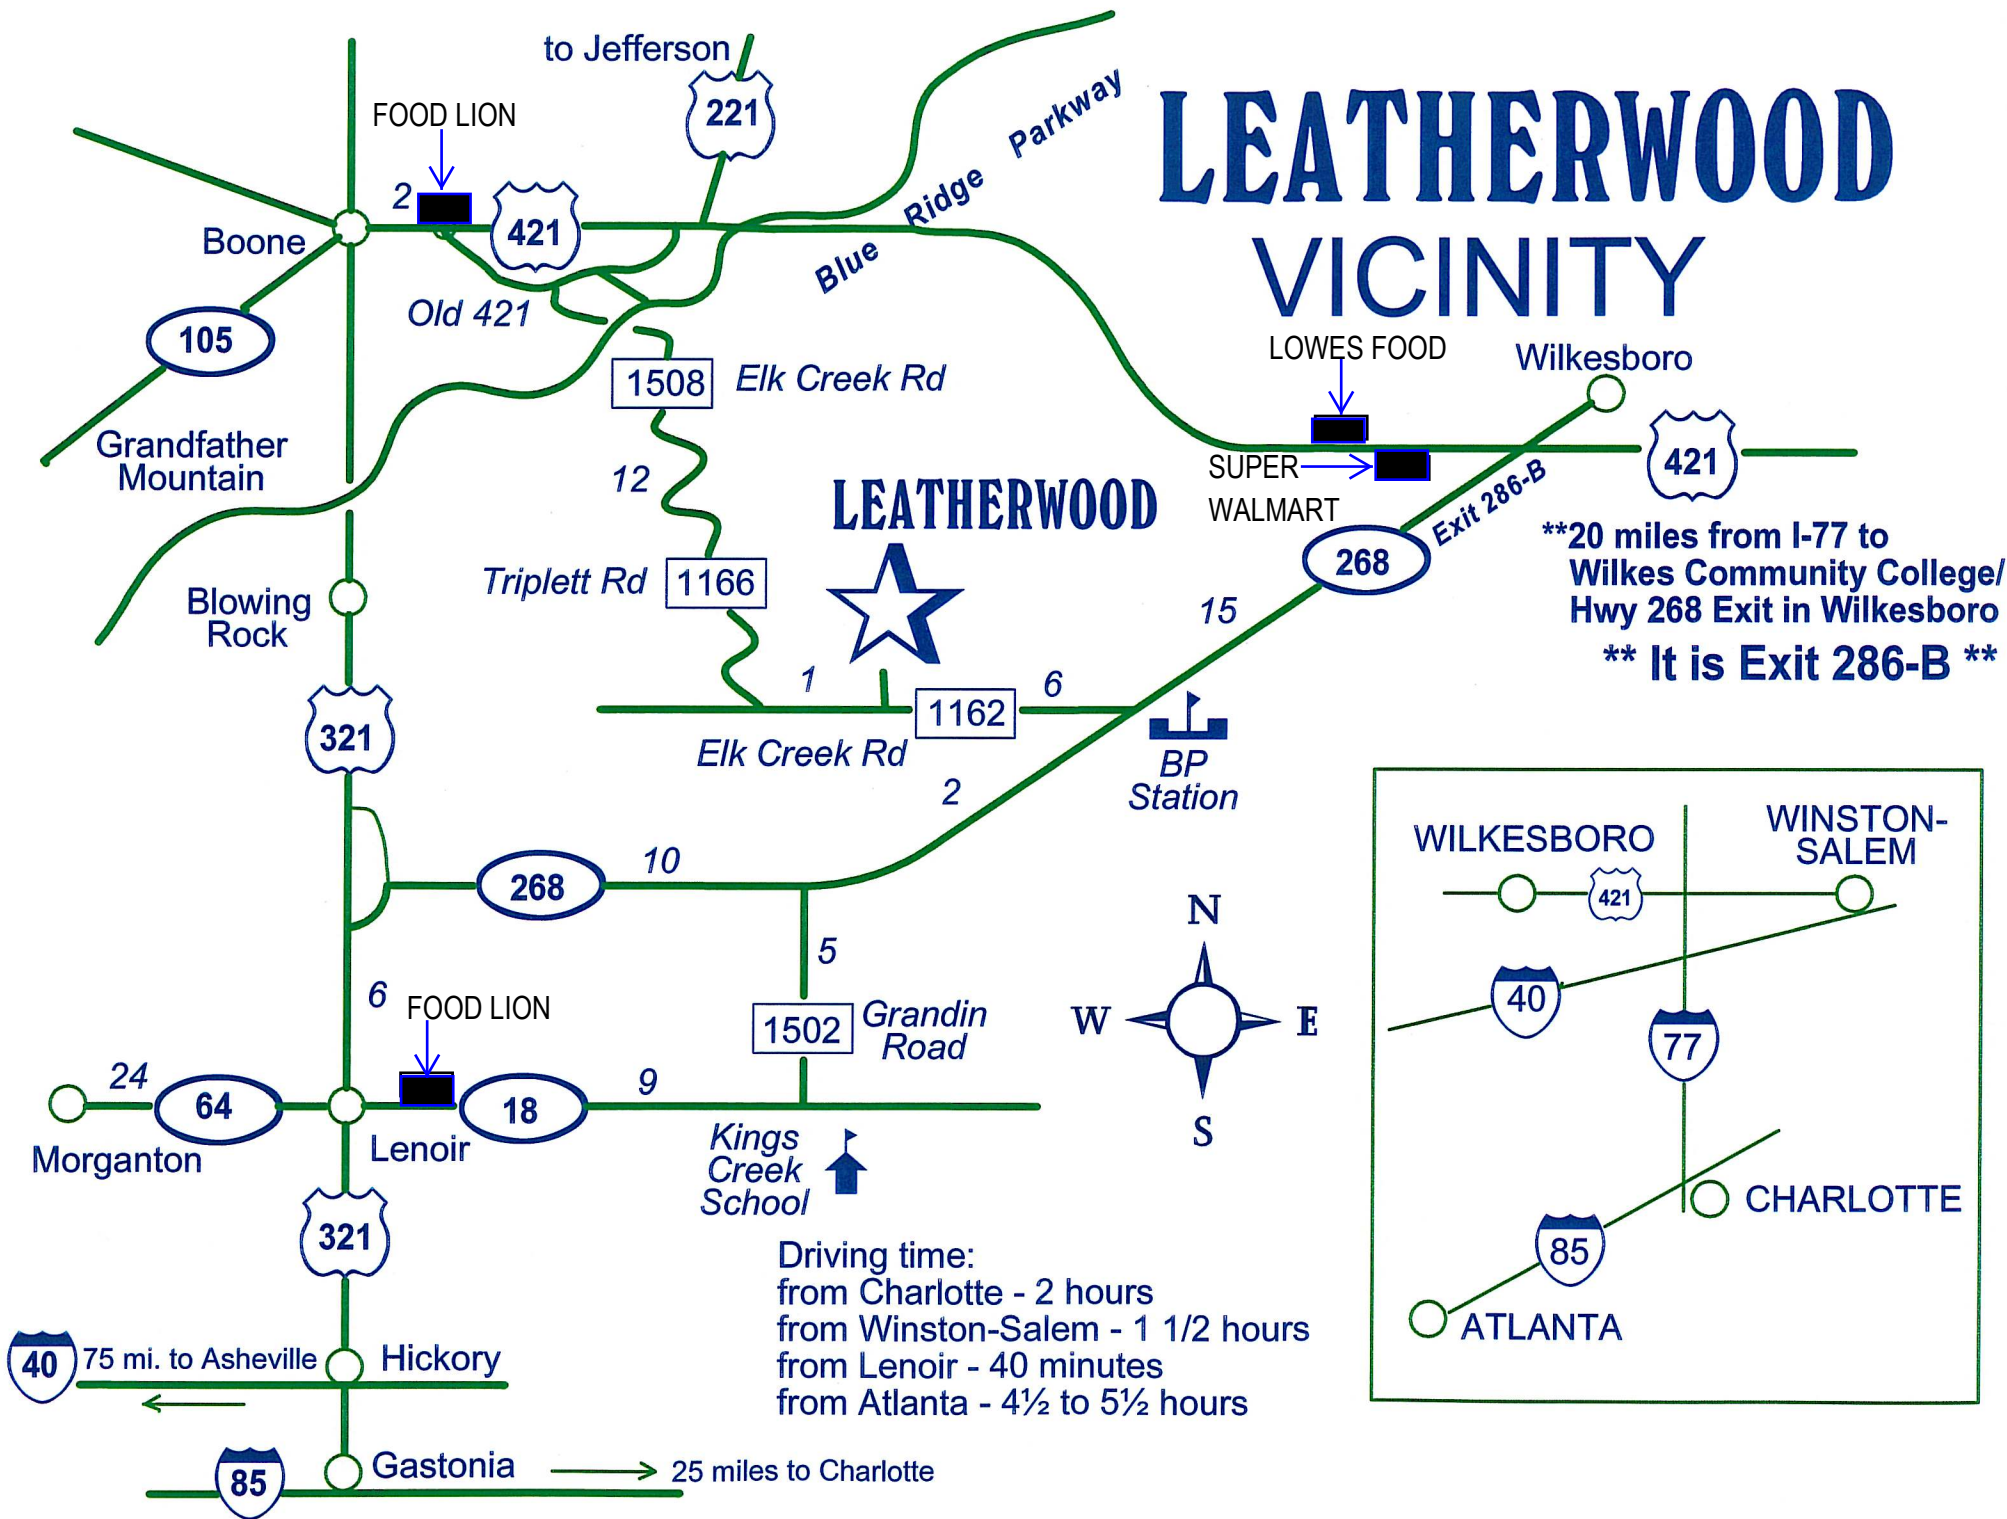 to Jefferson
221
FOOD LION
2
421
Boone
Old 421
105
Grandfather
Mountain
Blue Ridge Parkway
LEATHERWOOD
VICINITY
LOWES FOOD
Wilkesboro
SUPER
WALMART
421
Exit 286-B
268
**20 miles from I-77 to
Wilkes Community College/
Hwy 268 Exit in Wilkesboro
** It is Exit 286-B **
1508
Elk Creek Rd
12
LEATHERWOOD
Triplett Rd
1166
Blowing
Rock
15
1
1162
6
Elk Creek Rd
BP
Station
321
2
268
10
5
6
FOOD LION
1502
Grandin
Road
24
64
18
9
Morganton
Lenoir
Kings
Creek
School
N
W
E
S
321
Driving time:
from Charlotte - 2 hours
from Winston-Salem - 1 1/2 hours
from Lenoir - 40 minutes
from Atlanta - 4½ to 5½ hours
40
75 mi. to Asheville
Hickory
85
Gastonia
25 miles to Charlotte
WILKESBORO
WINSTON-
SALEM
421
40
77
CHARLOTTE
85
ATLANTA